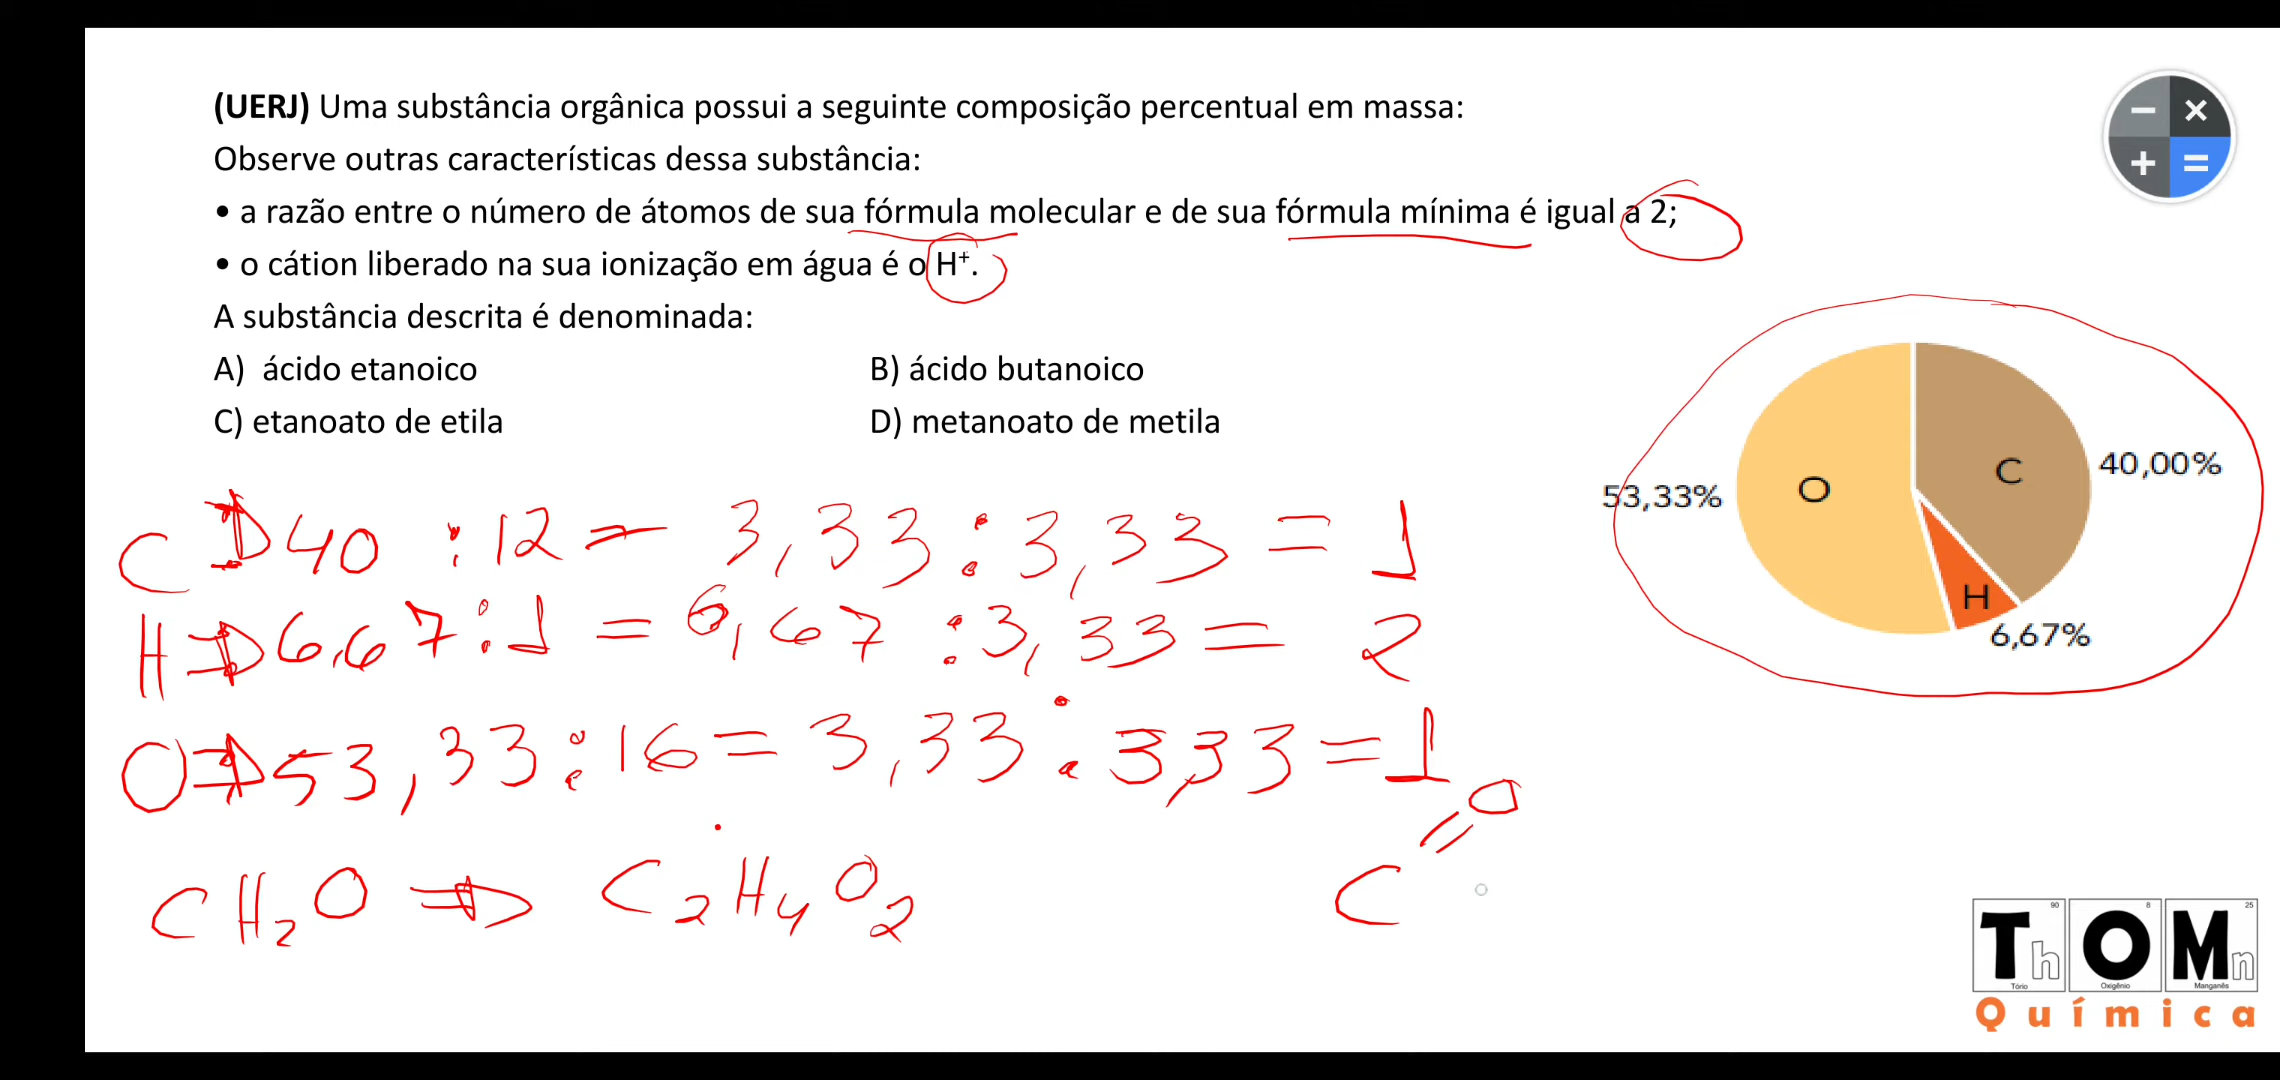 (UERJ) Uma substância orgânica possui a seguinte composição percentual em massa:
Observe outras características dessa substância:
• a razão entre o número de átomos de sua fórmula molecular e de sua fórmula mínima é igual a 2;
• o cátion liberado na sua ionização em água é o H⁺.
A substância descrita é denominada:
A) ácido etanoico
B) ácido butanoico
C) etanoato de etila
D) metanoato de metila
− ×
+ =
O
53,33%
C
40,00%
H
6,67%
C ⇒ 40 : 12 = 3,33 : 3,33 = 1
H ⇒ 6,67 : 1 = 6,67 : 3,33 = 2
O ⇒ 53,33 : 16 = 3,33 : 3,33 = 1
CH₂O ⇒ C₂H₄O₂
C=O
90 8 25
Th O Mn
Tório Oxigênio Manganês
Química